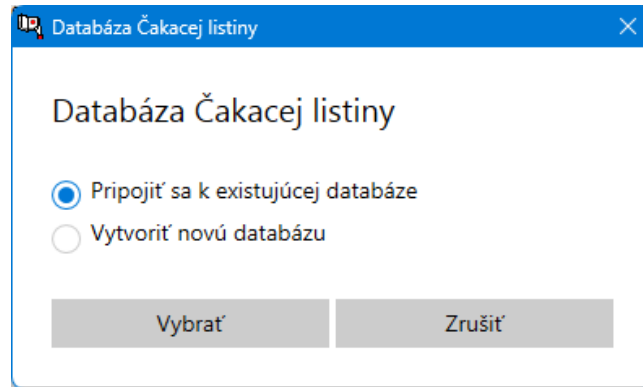 Databáza Čakacej listiny
Databáza Čakacej listiny
Pripojiť sa k existujúcej databáze
Vytvoriť novú databázu
Vybrať
Zrušiť